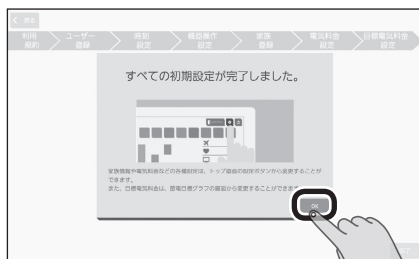 < 戻る
利用規約
ユーザー登録
時刻設定
機器操作設定
家族登録
電気料金設定
目標電気料金設定
すべての初期設定が完了しました。
家族情報や電気料金などの各種設定は、トップ画面の設定ボタンから変更することが
できます。
また、目標電気料金は、節電目標グラフの画面から変更することができます。
OK